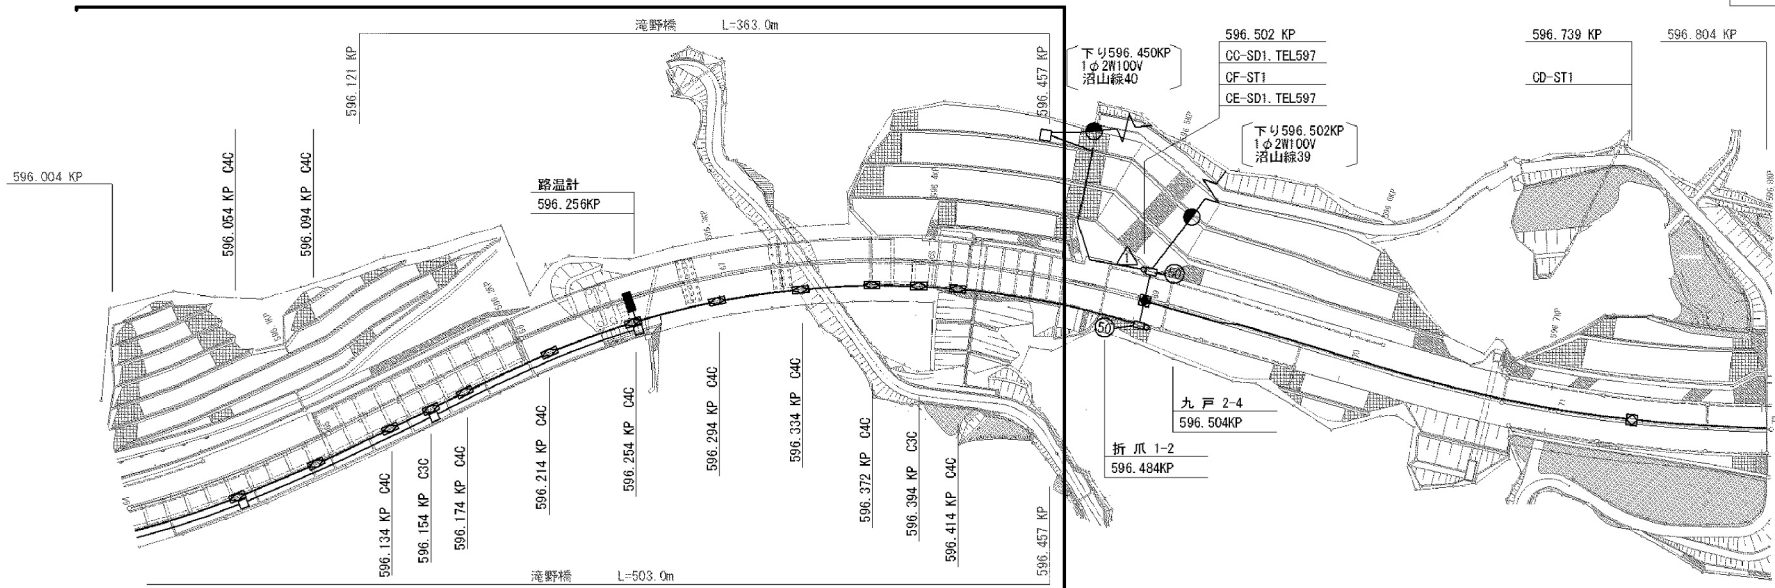 滝野橋 L=363.0m
596.121 KP
596.457 KP
下り596.450KP
1φ2W100V
沼山線40
596.502 KP
CC-SD1. TEL597
CF-ST1
CE-SD1. TEL597
596.739 KP
CD-ST1
596.804 KP
下り596.502KP
1φ2W100V
沼山線39
596.004 KP
596.054 KP C4C
596.094 KP C4C
路温計
596.256KP
1
50
50
596.134 KP C4C
596.154 KP C3C
596.174 KP C4C
596.214 KP C4C
596.254 KP C4C
596.294 KP C4C
596.334 KP C4C
596.372 KP C4C
596.394 KP C3C
596.414 KP C4C
596.457 KP
九戸 2-4
596.504KP
折爪 1-2
596.484KP
滝野橋 L=503.0m